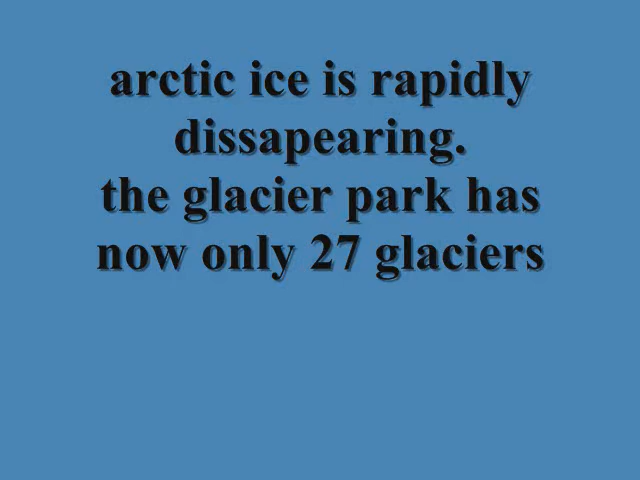 arctic ice is rapidly
dissapearing.
the glacier park has
now only 27 glaciers